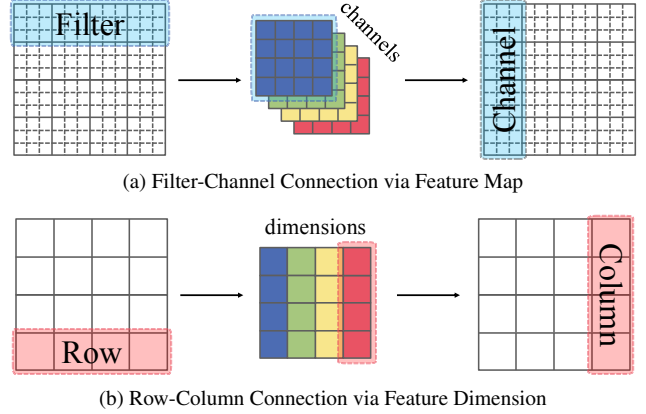 Filter
channels
Channel
(a) Filter-Channel Connection via Feature Map
dimensions
Row
Column
(b) Row-Column Connection via Feature Dimension